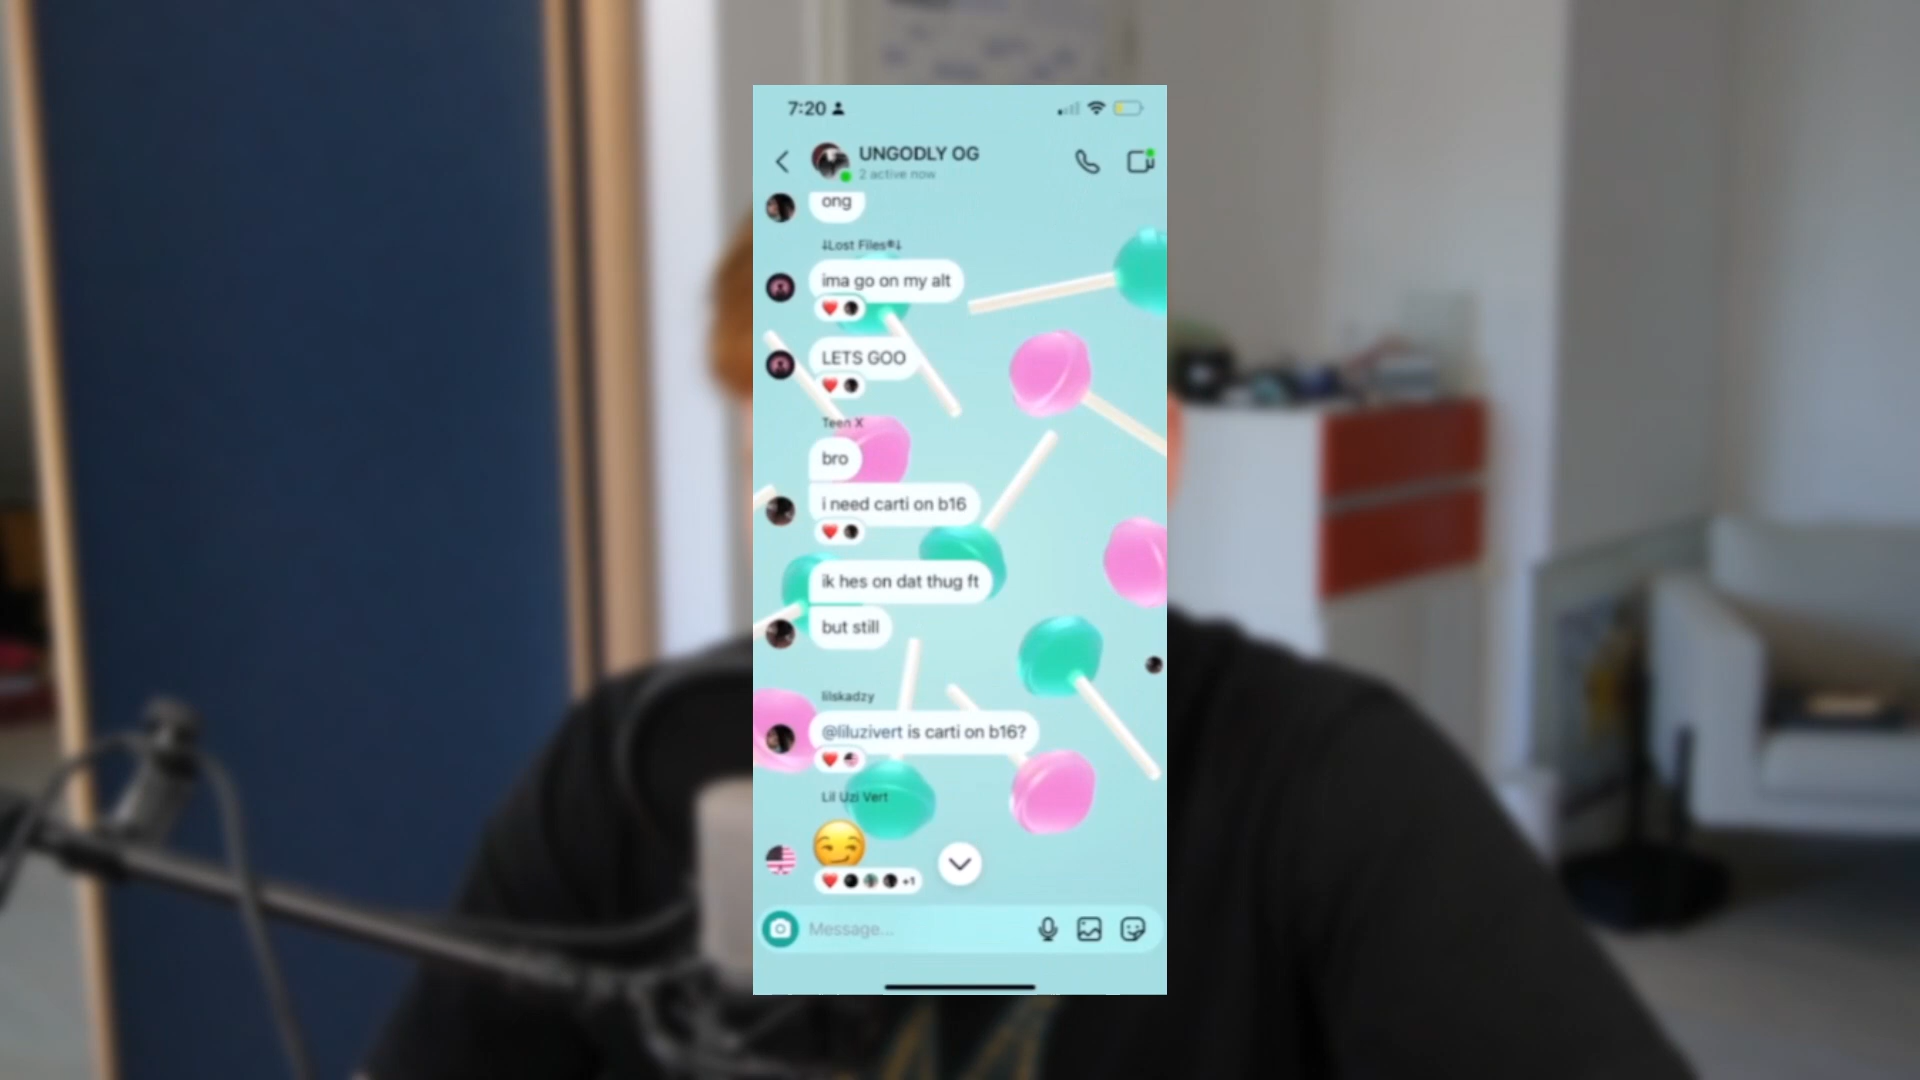 7:20
UNGODLY OG
2 active now
ong
⸸Lost Files®⸸
ima go on my alt
LETS GOO
Teen X
bro
i need carti on b16
ik hes on dat thug ft
but still
lilskadzy
@liluzivert is carti on b16?
Lil Uzi Vert
+1
Message...